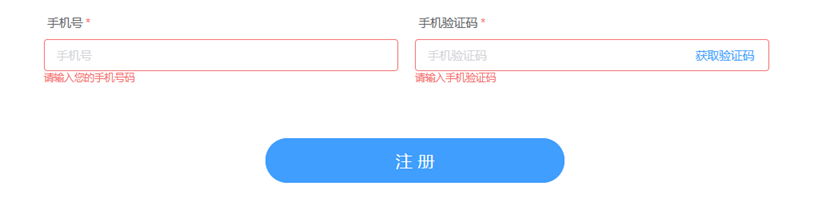 手机号 * 手机验证码 *
手机号 手机验证码 获取验证码
请输入您的手机号码 请输入手机验证码
注 册